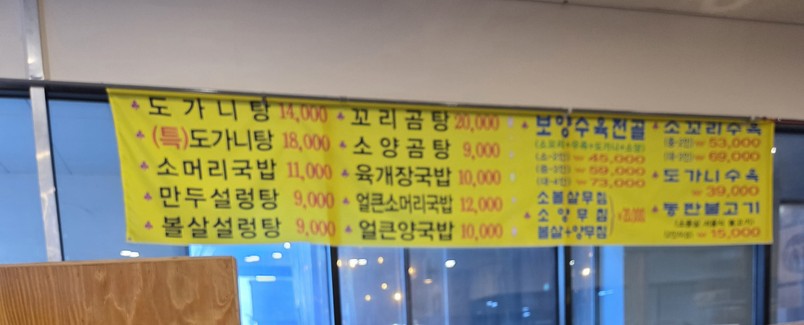 도가니탕 14,000
(특)도가니탕 18,000
소머리국밥 11,000
만두설렁탕 9,000
볼살설렁탕 9,000
꼬리곰탕 20,000
소양곰탕 9,000
육개장국밥 10,000
얼큰소머리국밥 12,000
얼큰양국밥 10,000
보양수육전골
(소-2인) 45,000
(중-3인) 59,000
(대-4인) 73,000
소볼살무침
소양무침
볼살+양무침
소꼬리수육
(중-2인) 53,000
69,000
도가니수육
39,000
동판불고기
15,000